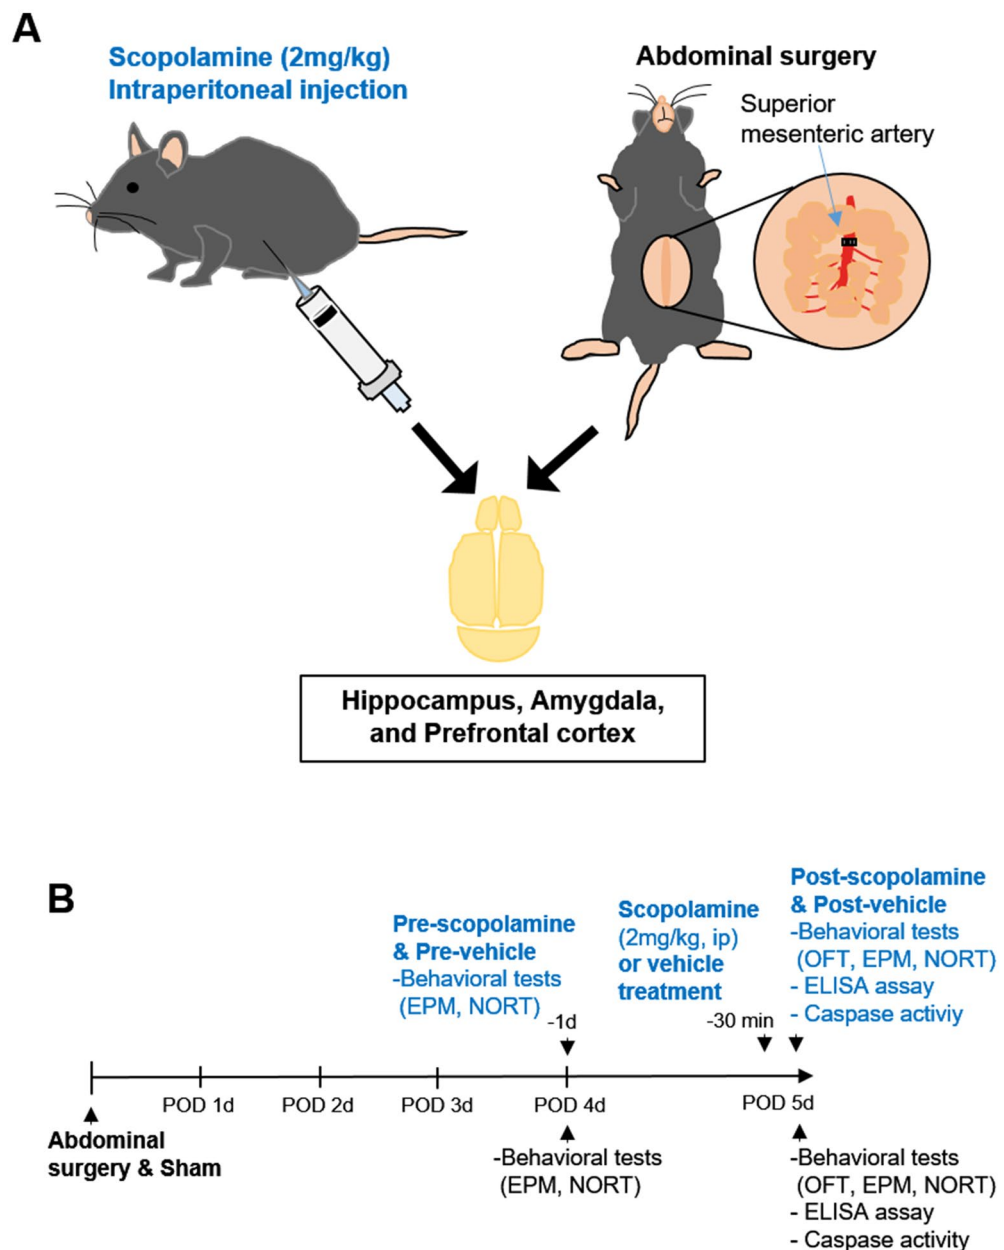 A
Scopolamine (2mg/kg)
Intraperitoneal injection
Abdominal surgery
Superior
mesenteric artery
Hippocampus, Amygdala,
and Prefrontal cortex
B
Pre-scopolamine
& Pre-vehicle
-Behavioral tests
(EPM, NORT)
-1d
Scopolamine
(2mg/kg, ip)
or vehicle
treatment
-30 min
Post-scopolamine
& Post-vehicle
-Behavioral tests
(OFT, EPM, NORT)
- ELISA assay
- Caspase activiy
POD 1d
POD 2d
POD 3d
POD 4d
POD 5d
Abdominal
surgery & Sham
-Behavioral tests
(EPM, NORT)
-Behavioral tests
(OFT, EPM, NORT)
- ELISA assay
- Caspase activity